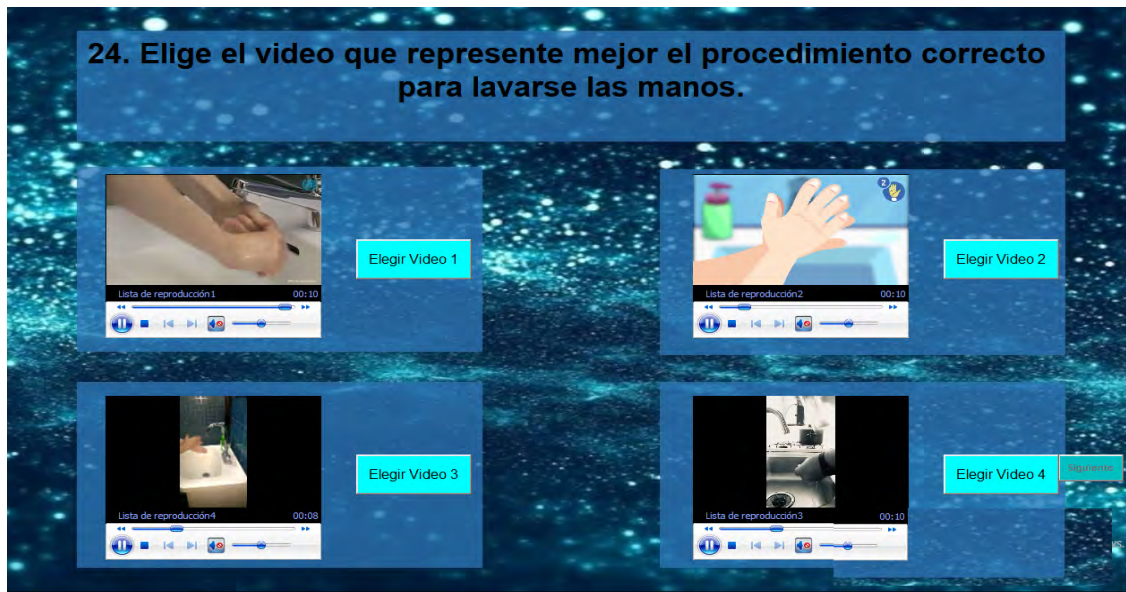 24. Elige el video que represente mejor el procedimiento correcto
para lavarse las manos.
Elegir Video 1
Lista de reproducción1 00:10
Elegir Video 2
Lista de reproducción2 00:10
Elegir Video 3
Lista de reproducción4 00:08
Elegir Video 4
Siguiente
Lista de reproducción3 00:10